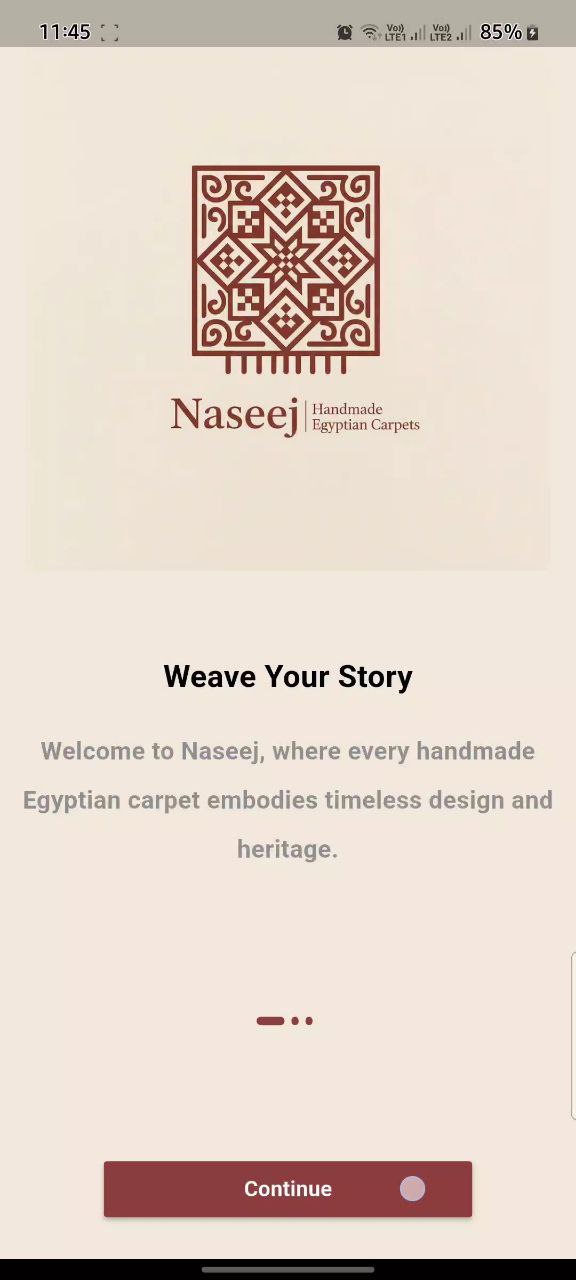 11:45
Vo) LTE1 Vo) LTE2 85%
Naseej
Handmade
Egyptian Carpets
Weave Your Story
Welcome to Naseej, where every handmade
Egyptian carpet embodies timeless design and
heritage.
Continue